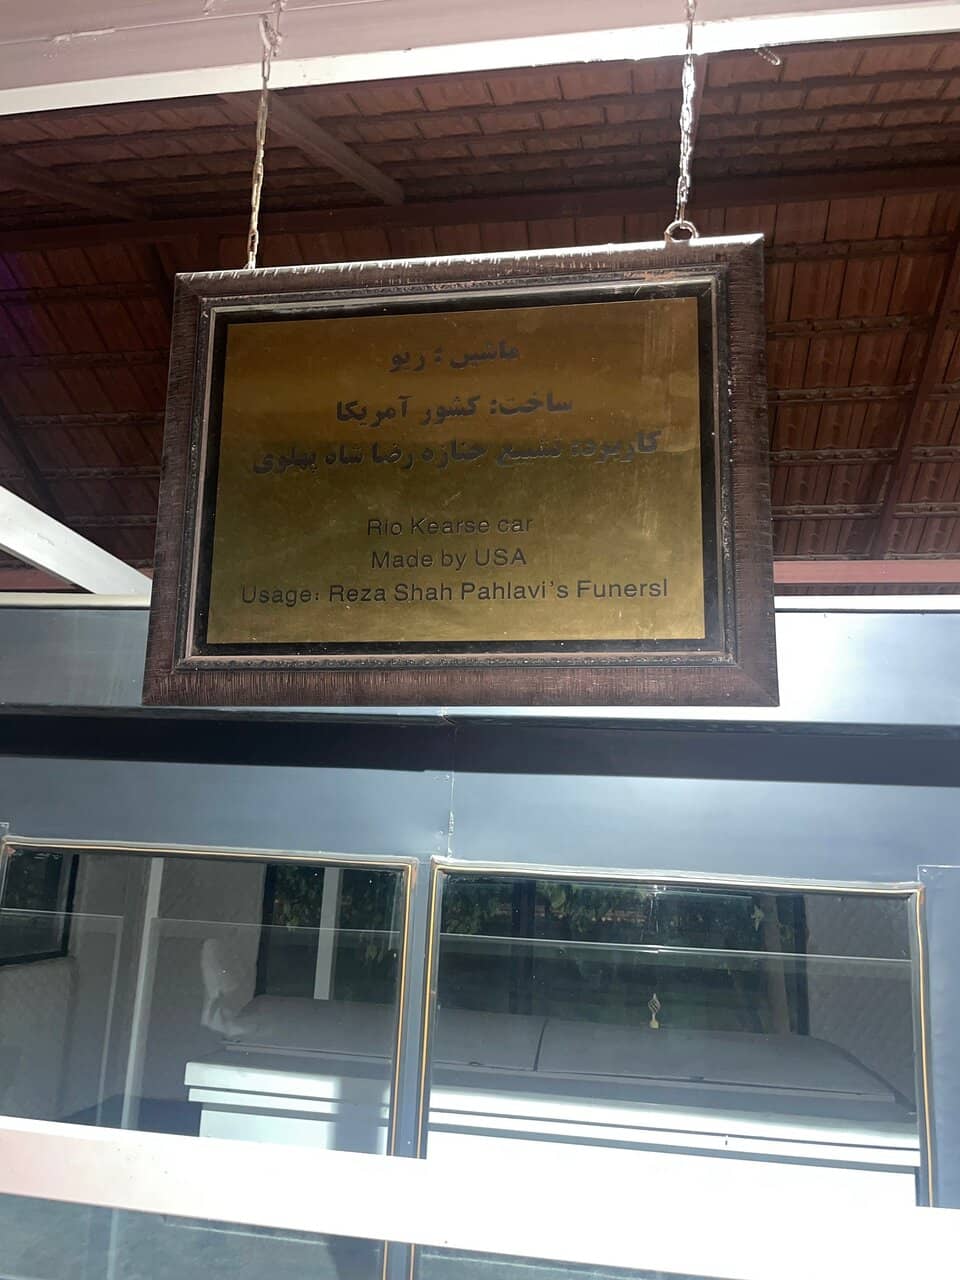 ماشین : ریو
ساخت: کشور آمریکا
کاربرد: تشییع جنازه رضا شاه پهلوی
Rio Kearse car
Made by USA
Usage: Reza Shah Pahlavi's Funersl